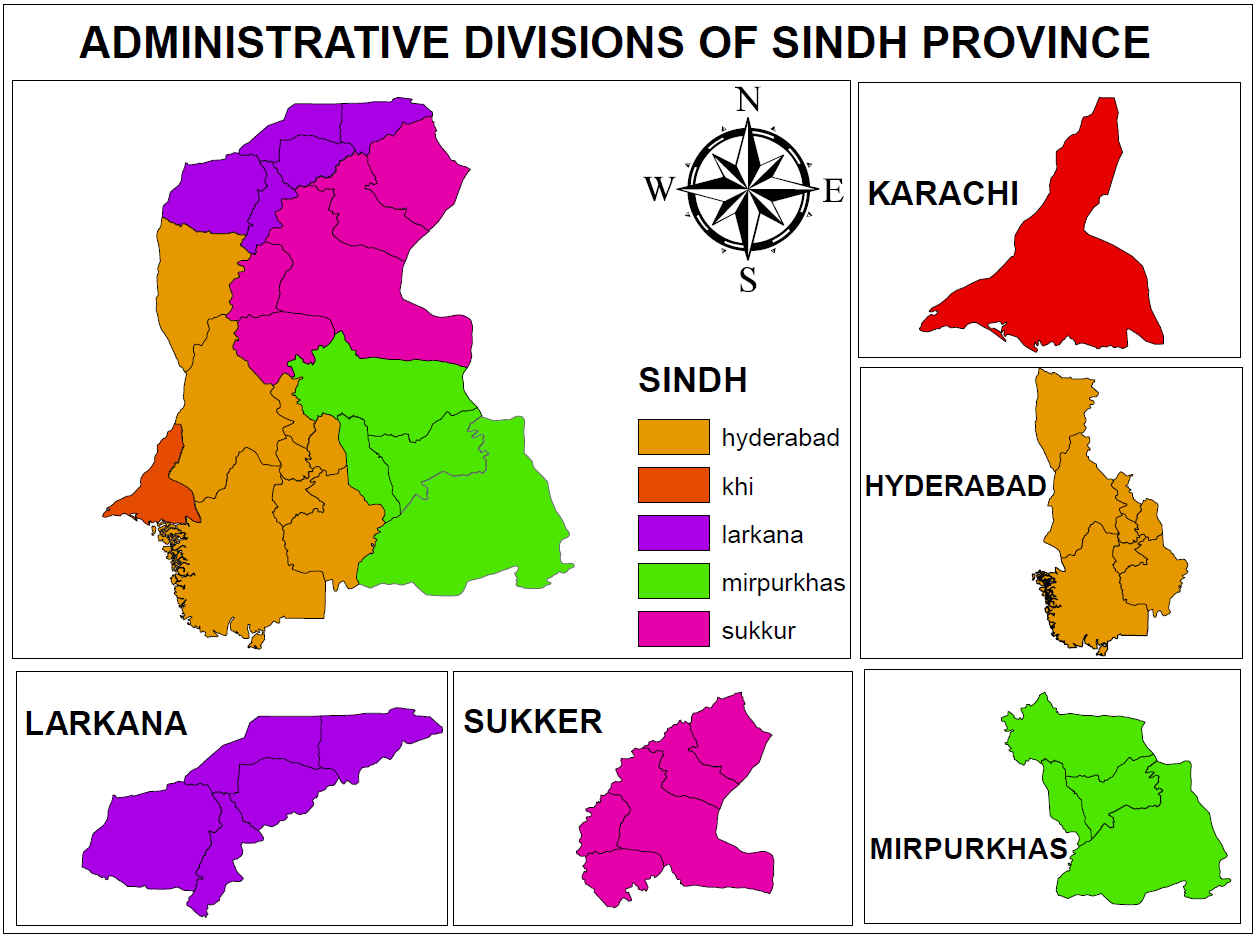 ADMINISTRATIVE DIVISIONS OF SINDH PROVINCE
N
W
E
S
SINDH
hyderabad
khi
larkana
mirpurkhas
sukkur
KARACHI
HYDERABAD
LARKANA
SUKKER
MIRPURKHAS